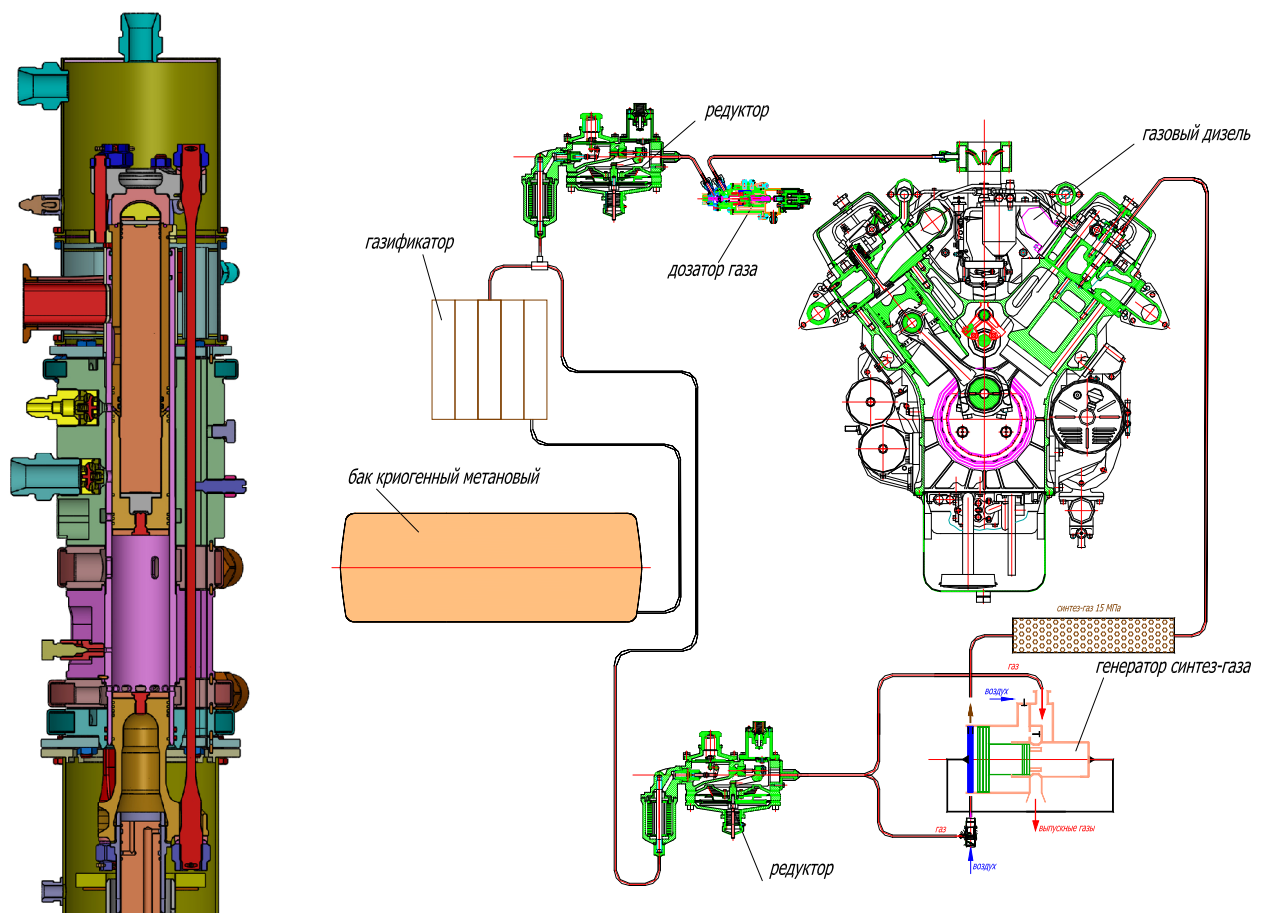 редуктор
газовый дизель
газификатор
дозатор газа
бак криогенный метановый
синтез-газ 15 МПа
генератор синтез-газа
газ
воздух
газ
выпускные газы
воздух
редуктор